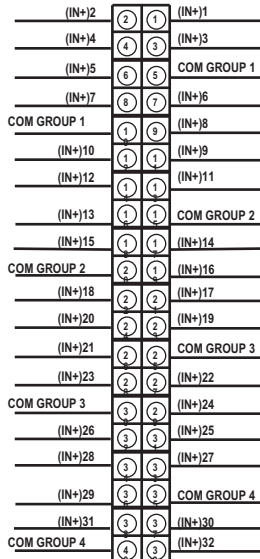 (IN+)2 2 1 (IN+)1
(IN+)4 4 3 (IN+)3
(IN+)5 6 5 COM GROUP 1
(IN+)7 8 7 (IN+)6
COM GROUP 1 1 9 (IN+)8
(IN+)10 1 1 (IN+)9
(IN+)12 1 1 (IN+)11
(IN+)13 1 1 COM GROUP 2
(IN+)15 1 1 (IN+)14
COM GROUP 2 2 1 (IN+)16
(IN+)18 2 2 (IN+)17
(IN+)20 2 2 (IN+)19
(IN+)21 2 2 COM GROUP 3
(IN+)23 2 2 (IN+)22
COM GROUP 3 3 2 (IN+)24
(IN+)26 3 3 (IN+)25
(IN+)28 3 3 (IN+)27
(IN+)29 3 3 COM GROUP 4
(IN+)31 3 3 (IN+)30
COM GROUP 4 4 3 (IN+)32